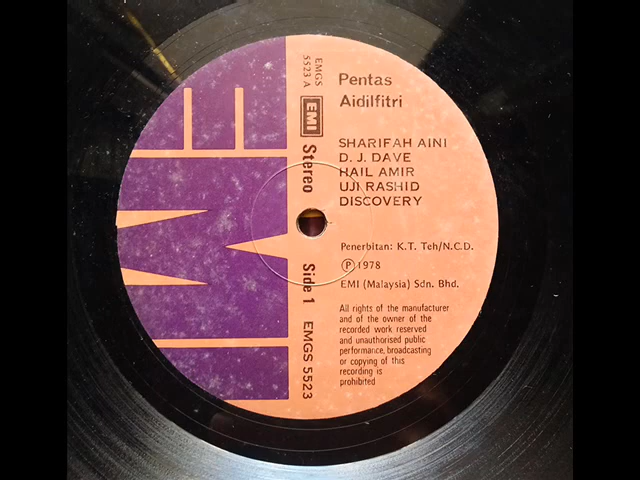 EMI
EMGS
5523 A
EMI
Stereo
Side 1
EMGS 5523
Pentas
Aidilfitri
SHARIFAH AINI
D. J. DAVE
HAIL AMIR
UJI RASHID
DISCOVERY
Penerbitan: K.T. Teh/N.C.D.
Ⓟ 1978
EMI (Malaysia) Sdn. Bhd.
All rights of the manufacturer
and of the owner of the
recorded work reserved
and unauthorised public
performance, broadcasting
or copying of this
recording is
prohibited